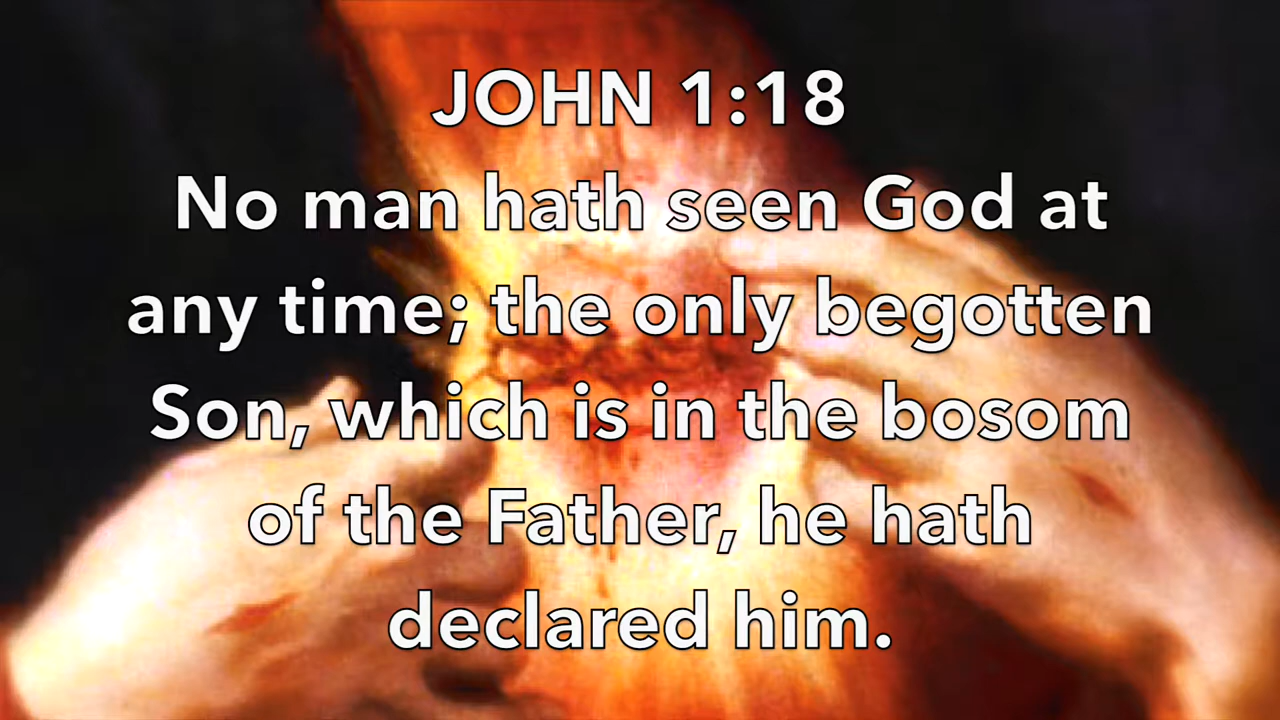 JOHN 1:18
No man hath seen God at
any time; the only begotten
Son, which is in the bosom
of the Father, he hath
declared him.